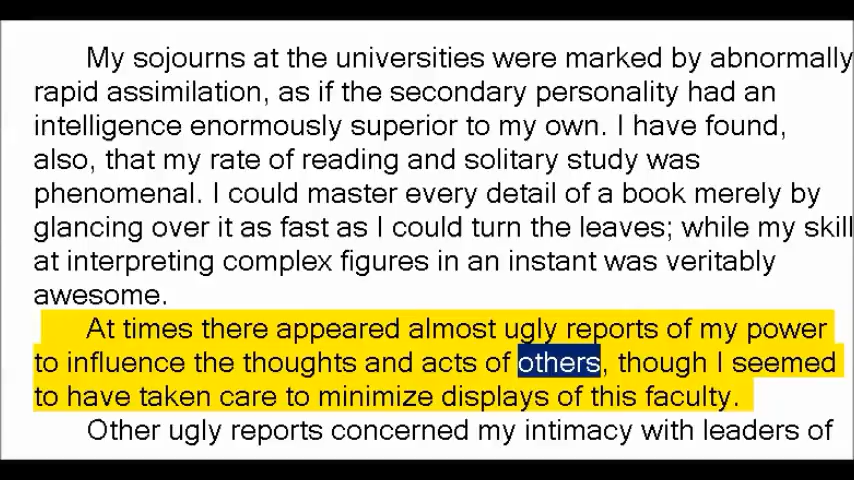 My sojourns at the universities were marked by abnormally
rapid assimilation, as if the secondary personality had an
intelligence enormously superior to my own. I have found,
also, that my rate of reading and solitary study was
phenomenal. I could master every detail of a book merely by
glancing over it as fast as I could turn the leaves; while my skill
at interpreting complex figures in an instant was veritably
awesome.
At times there appeared almost ugly reports of my power
to influence the thoughts and acts of others, though I seemed
to have taken care to minimize displays of this faculty.
Other ugly reports concerned my intimacy with leaders of